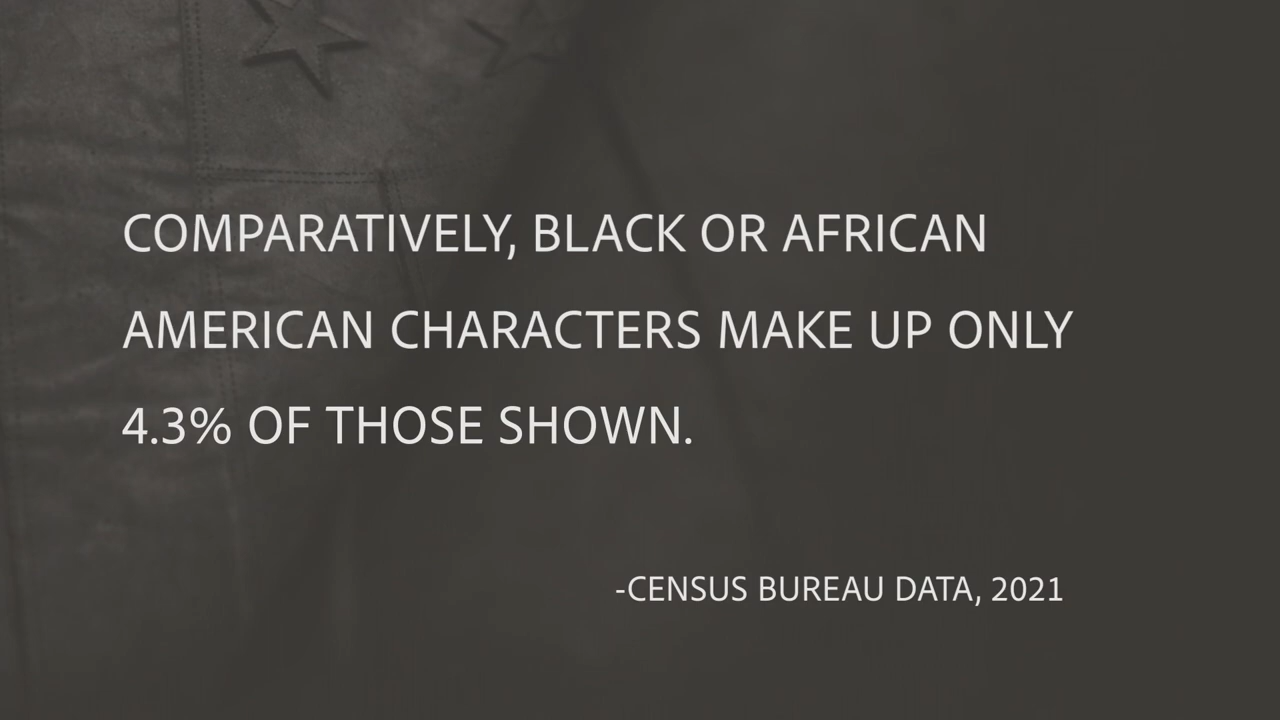 COMPARATIVELY, BLACK OR AFRICAN
AMERICAN CHARACTERS MAKE UP ONLY
4.3% OF THOSE SHOWN.
-CENSUS BUREAU DATA, 2021